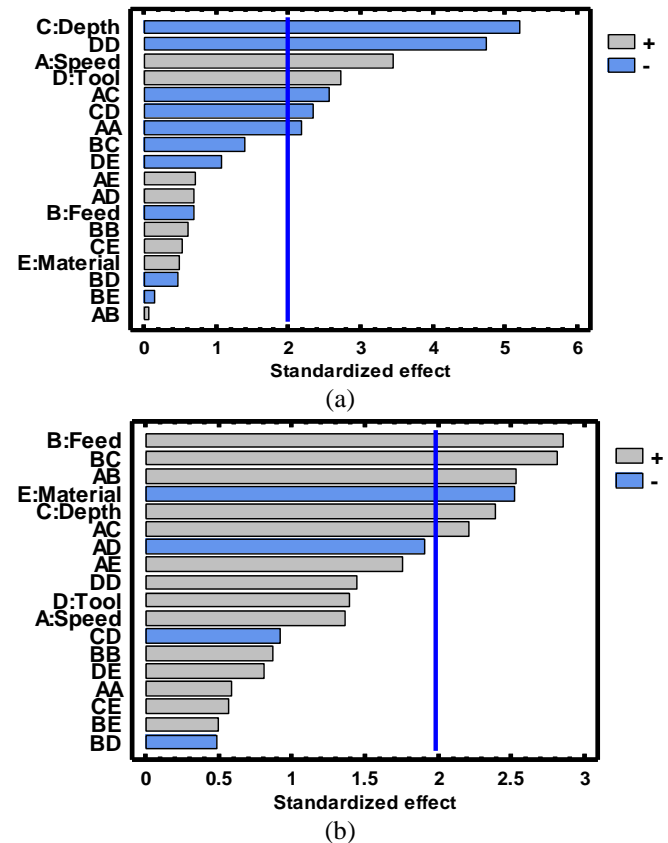 C:Depth
DD
A:Speed
D:Tool
AC
CD
AA
BC
DE
AE
AD
B:Feed
BB
CE
E:Material
BD
BE
AB
+
-
0 1 2 3 4 5 6
Standardized effect
(a)
B:Feed
BC
AB
E:Material
C:Depth
AC
AD
AE
DD
D:Tool
A:Speed
CD
BB
DE
AA
CE
BE
BD
+
-
0 0.5 1 1.5 2 2.5 3
Standardized effect
(b)